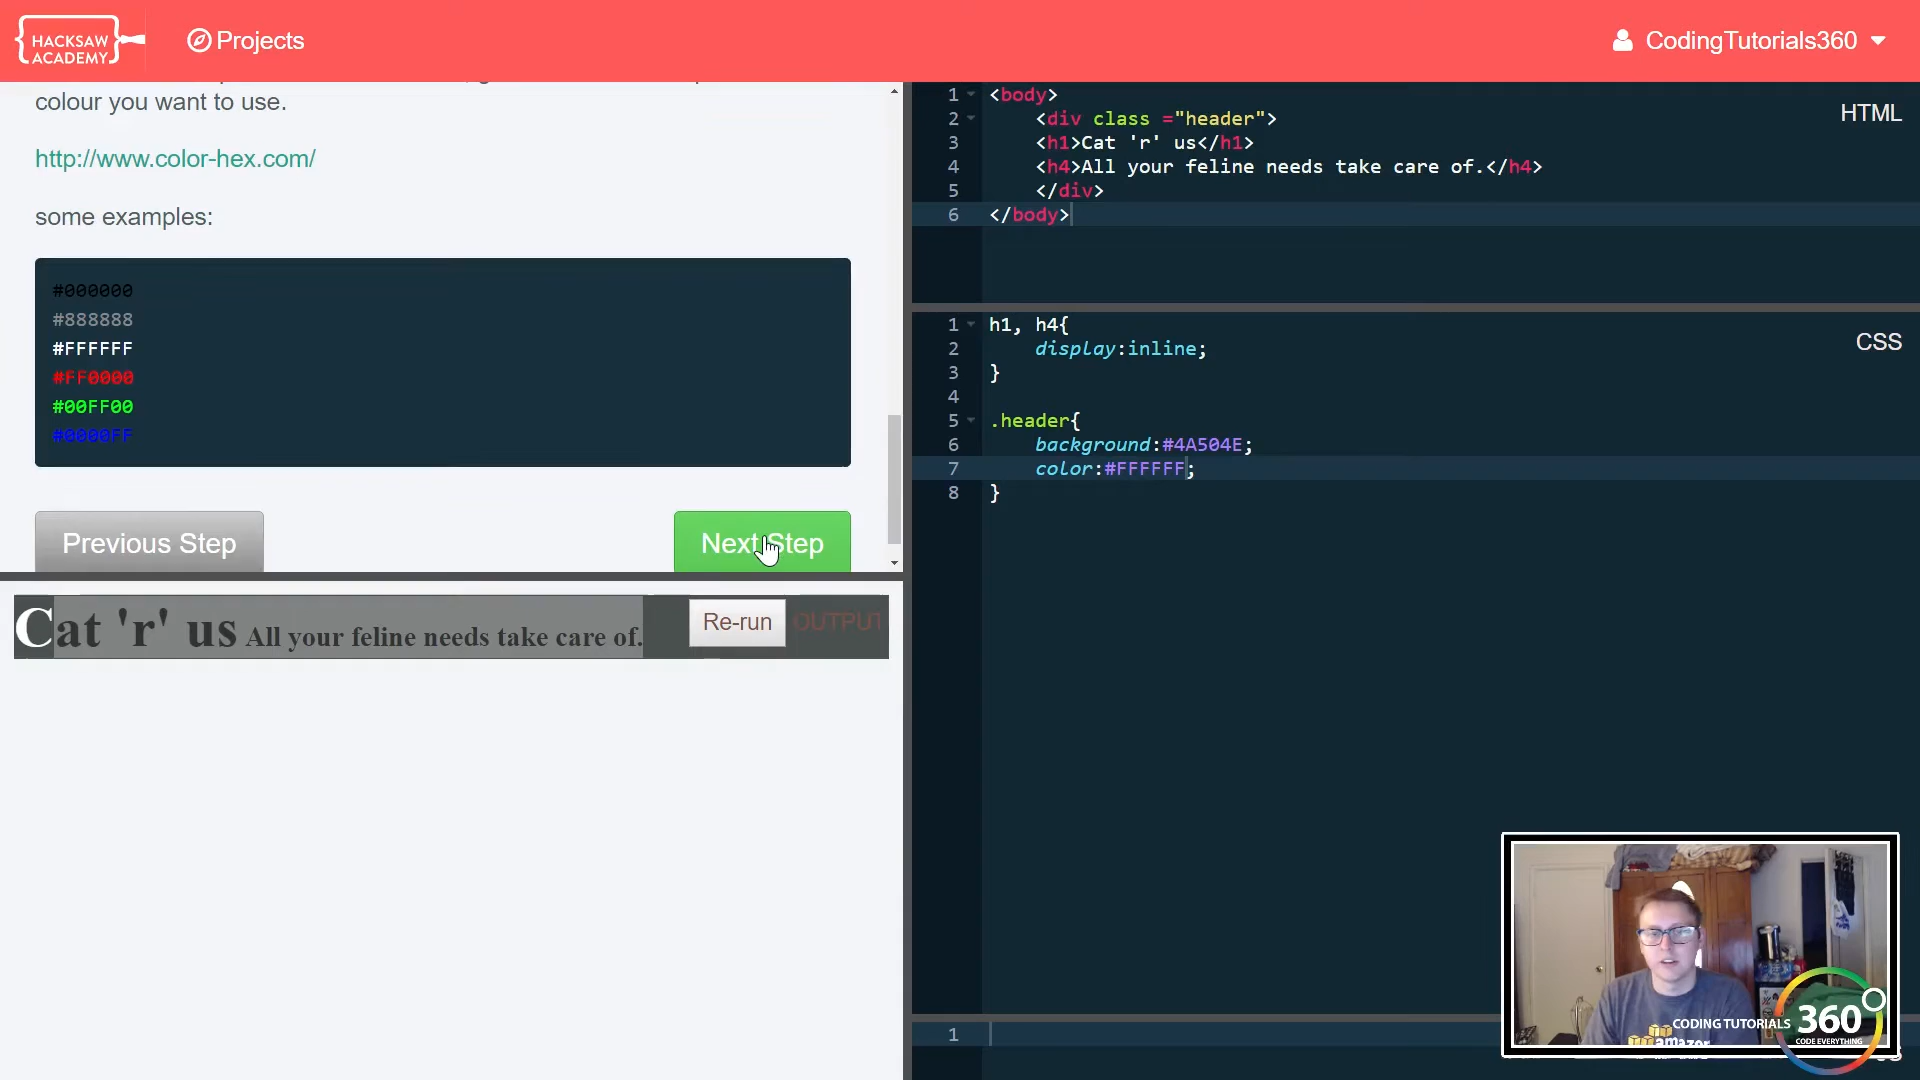 HACKSAW
ACADEMY
Projects
CodingTutorials360
colour you want to use.
http://www.color-hex.com/
some examples:
#000000
#888888
#FFFFFF
#FF0000
#00FF00
#0000FF
Previous Step
Next Step
Cat 'r' us All your feline needs take care of.
Re-run
OUTPUT
HTML
1 <body>
2 <div class ="header">
3 <h1>Cat 'r' us</h1>
4 <h4>All your feline needs take care of.</h4>
5 </div>
6 </body>
CSS
1 h1, h4{
2 display:inline;
3 }
4
5 .header{
6 background:#4A504E;
7 color:#FFFFFF;
8 }
1
amazon
CODING TUTORIALS 360
CODE EVERYTHING